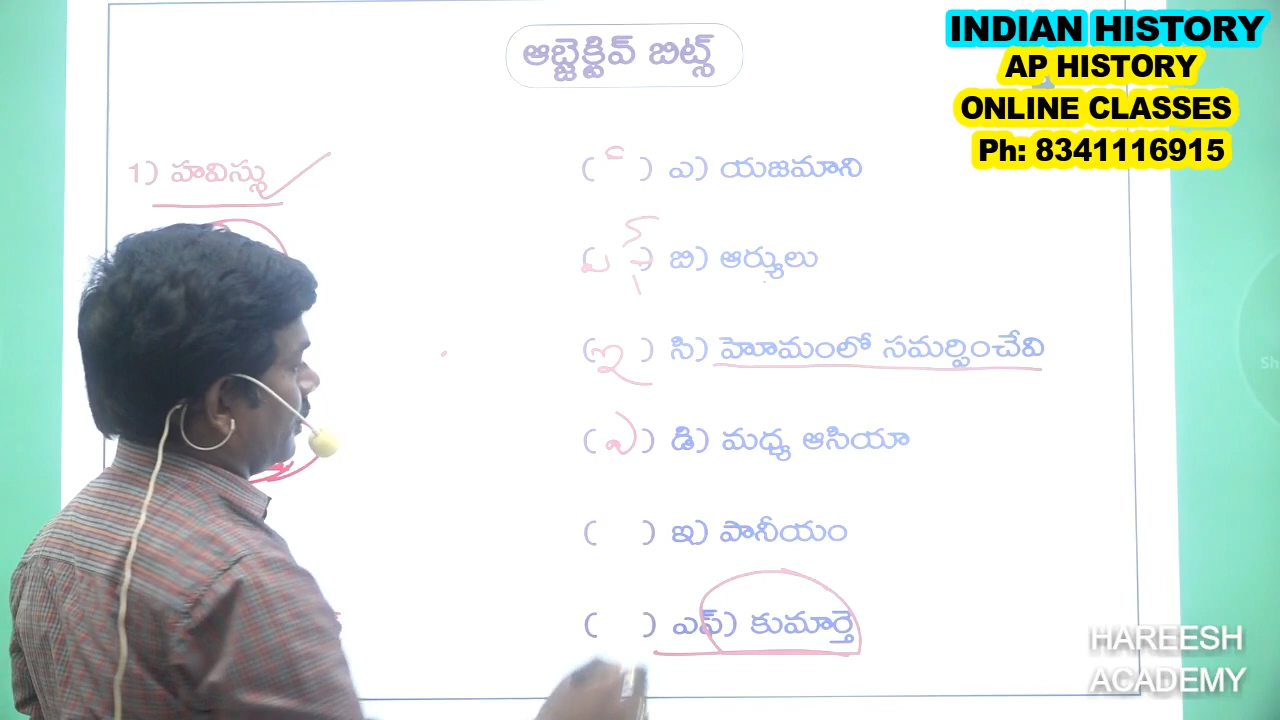 INDIAN HISTORY
AP HISTORY
ONLINE CLASSES
Ph: 8341116915
ఆబ్జెక్టివ్ బిట్స్
1) హవిస్సు ( సి ) ఎ) యజమాని
( ఎఫ్ ) బి) ఆర్యులు
( ఇ ) సి) హెూమంలో సమర్పించేవి
( ఎ ) డి) మధ్య ఆసియా
( ) ఇ) పానీయం
( ) ఎఫ్) కుమార్తె
HAREESH
ACADEMY